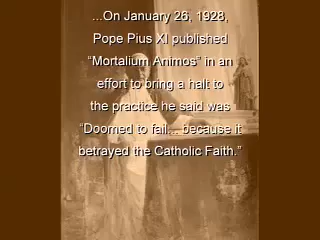 ...On January 26, 1928,
Pope Pius XI published
“Mortalium Animos” in an
effort to bring a halt to
the practice he said was
“Doomed to fail… because it
betrayed the Catholic Faith.”